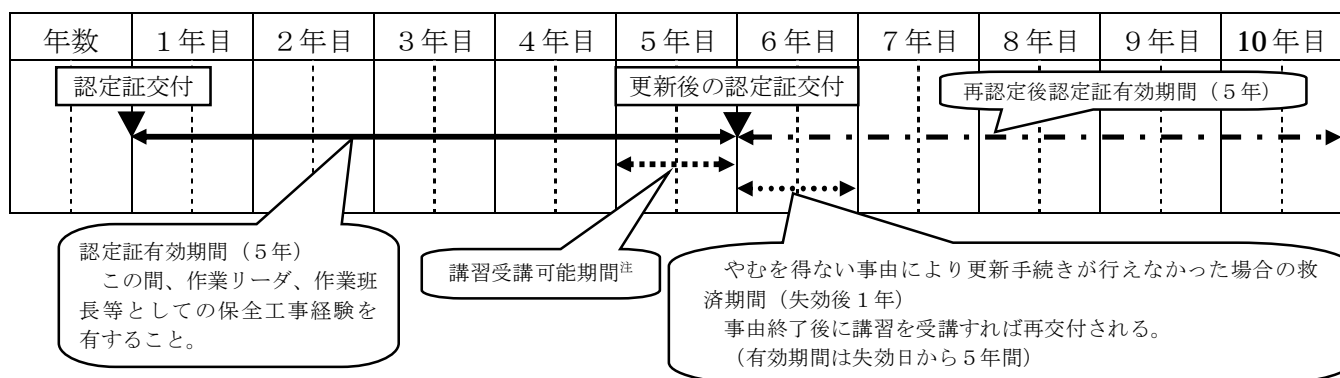 年数 1年目 2年目 3年目 4年目 5年目 6年目 7年目 8年目 9年目 10年目
認定証交付
更新後の認定証交付
再認定後認定証有効期間（5年）
認定証有効期間（5年）
この間、作業リーダ、作業班
長等としての保全工事経験を
有すること。
講習受講可能期間注
やむを得ない事由により更新手続きが行えなかった場合の救
済期間（失効後1年）
事由終了後に講習を受講すれば再交付される。
（有効期間は失効日から5年間）